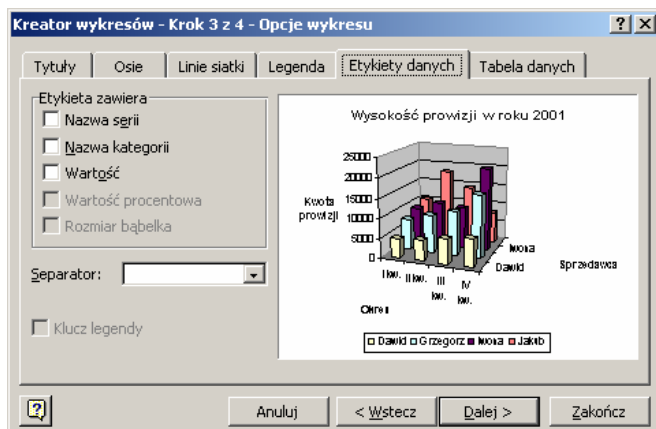 Kreator wykresów - Krok 3 z 4 - Opcje wykresu
Tytuły Osie Linie siatki Legenda Etykiety danych Tabela danych
Etykieta zawiera
Nazwa serii
Nazwa kategorii
Wartość
Wartość procentowa
Rozmiar bąbelka
Separator:
Klucz legendy
Wysokość prowizji w roku 2001
Kwota
prowizji
25000
20000
15000
10000
5000
0
I kw. II kw. III
kw. IV
kw.
Okres
Iwona
Dawid
Sprzedawca
Dawid Grzegorz Iwona Jakub
Anuluj < Wstecz Dalej > Zakończ